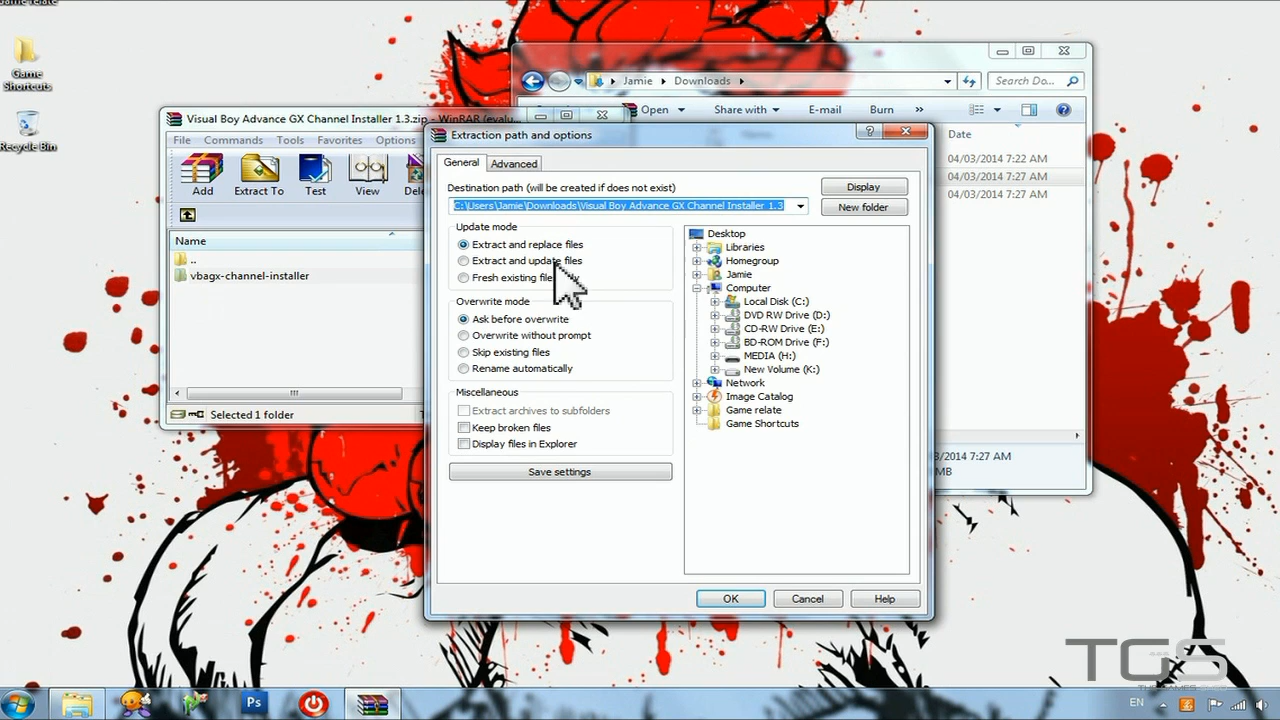 Game relate
Game
Shortcuts
Recycle Bin
Jamie
Downloads
Search Do...
Open
Share with
E-mail
Burn
»
Date
04/03/2014 7:22 AM
04/03/2014 7:27 AM
04/03/2014 7:27 AM
3/2014 7:27 AM
MB
Visual Boy Advance GX Channel Installer 1.3.zip - WinRAR (evalu
File
Commands
Tools
Favorites
Options
Add
Extract To
Test
View
Dele
Name
..
vbagx-channel-installer
Selected 1 folder
Extraction path and options
General
Advanced
Destination path (will be created if does not exist)
C:\Users\Jamie\Downloads\Visual Boy Advance GX Channel Installer 1.3
Display
New folder
Update mode
Extract and replace files
Extract and update files
Fresh existing file
Overwrite mode
Ask before overwrite
Overwrite without prompt
Skip existing files
Rename automatically
Miscellaneous
Extract archives to subfolders
Keep broken files
Display files in Explorer
Save settings
Desktop
Libraries
Homegroup
Jamie
Computer
Local Disk (C:)
DVD RW Drive (D:)
CD-RW Drive (E:)
BD-ROM Drive (F:)
MEDIA (H:)
New Volume (K:)
Network
Image Catalog
Game relate
Game Shortcuts
OK
Cancel
Help
TGS
Ps
EN